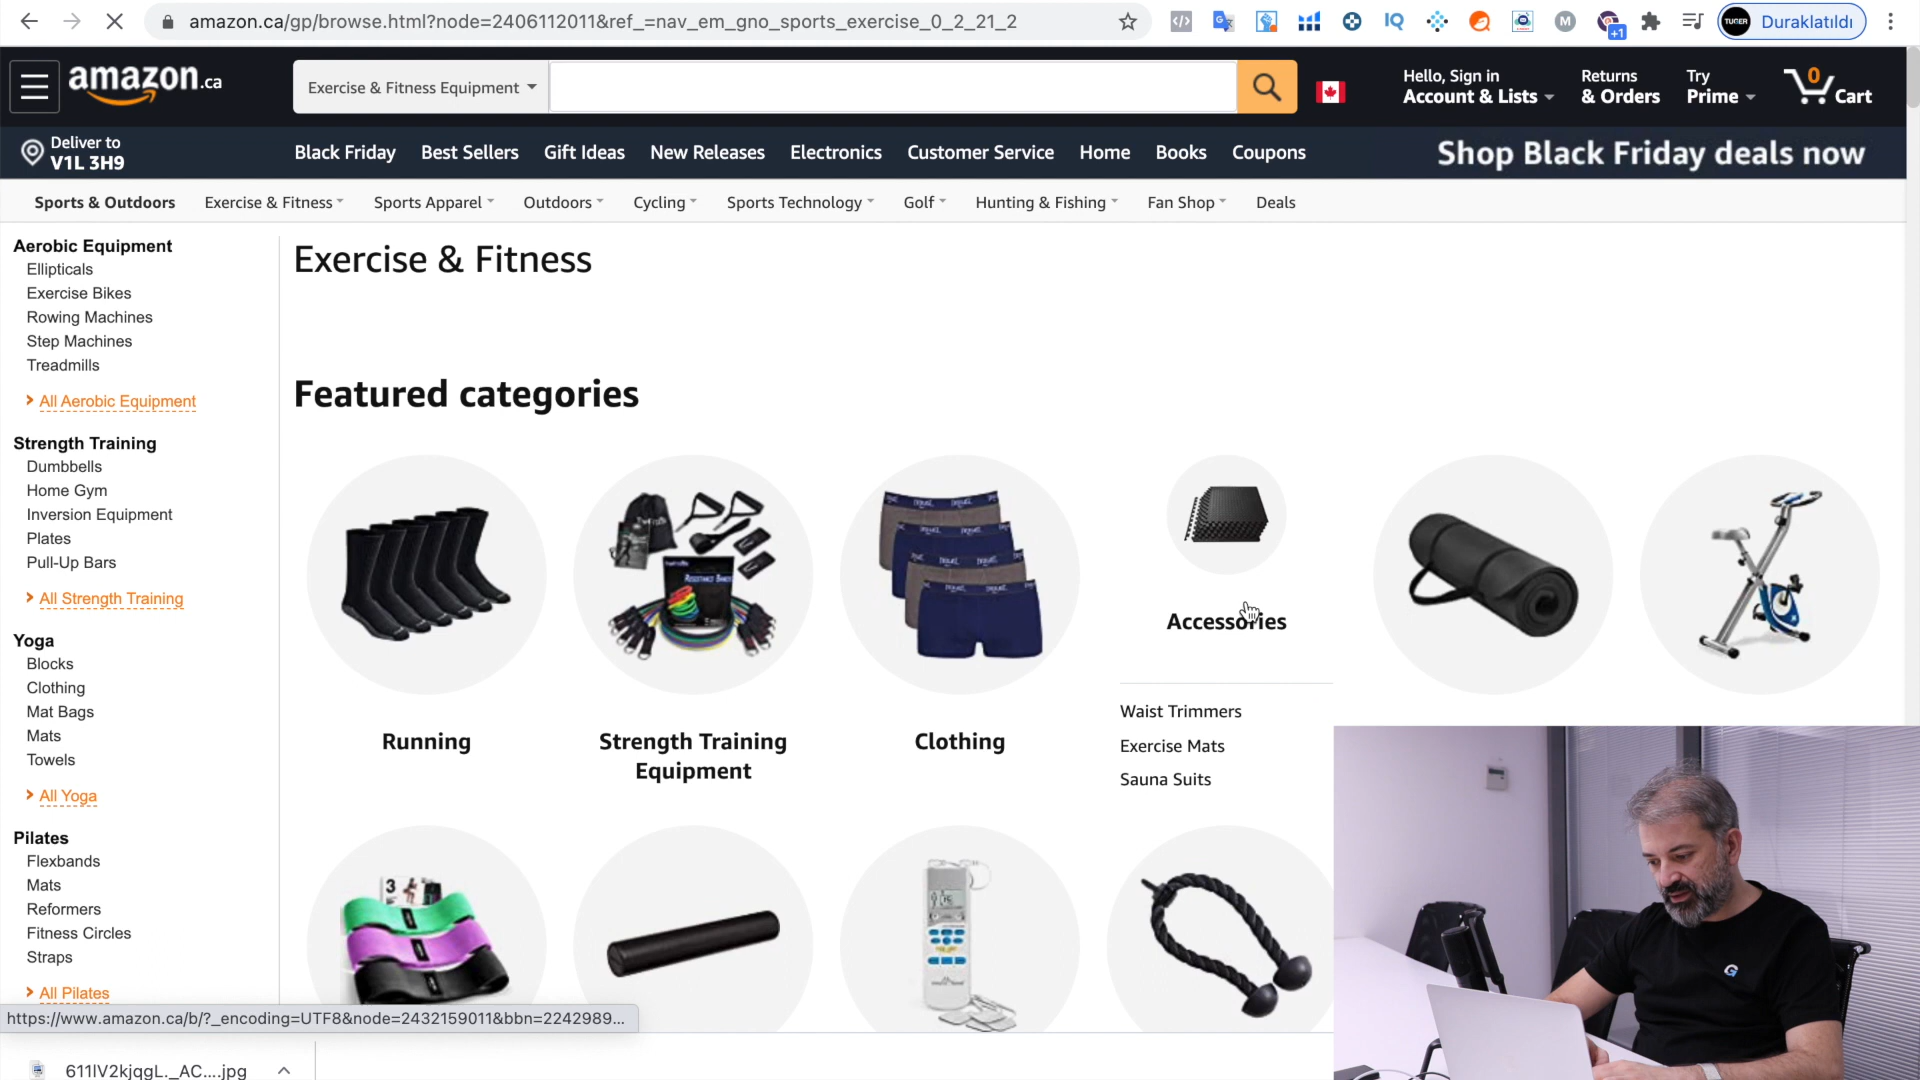 amazon.ca/gp/browse.html?node=2406112011&ref_=nav_em_gno_sports_exercise_0_2_21_2
IQ
M
+1
TUNER
Duraklatıldı
amazon.ca
Exercise & Fitness Equipment
Hello, Sign in
Account & Lists
Returns
& Orders
Try
Prime
0
Cart
Deliver to
V1L 3H9
Black Friday
Best Sellers
Gift Ideas
New Releases
Electronics
Customer Service
Home
Books
Coupons
Shop Black Friday deals now
Sports & Outdoors
Exercise & Fitness
Sports Apparel
Outdoors
Cycling
Sports Technology
Golf
Hunting & Fishing
Fan Shop
Deals
Aerobic Equipment
Ellipticals
Exercise Bikes
Rowing Machines
Step Machines
Treadmills
All Aerobic Equipment
Strength Training
Dumbbells
Home Gym
Inversion Equipment
Plates
Pull-Up Bars
All Strength Training
Yoga
Blocks
Clothing
Mat Bags
Mats
Towels
All Yoga
Pilates
Flexbands
Mats
Reformers
Fitness Circles
Straps
All Pilates
Exercise & Fitness
Featured categories
Running
Strength Training
Equipment
Clothing
Accessories
Waist Trimmers
Exercise Mats
Sauna Suits
3
https://www.amazon.ca/b/?_encoding=UTF8&node=2432159011&bbn=2242989...
611lV2kjqgL._AC....jpg